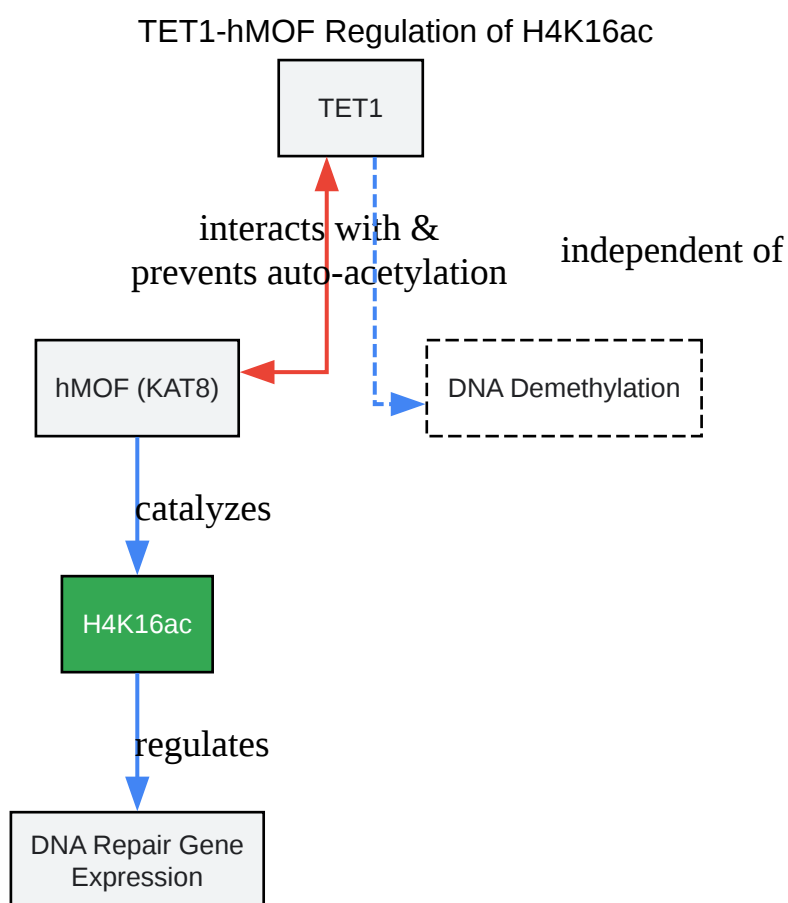 TET1-hMOF Regulation of H4K16ac
TET1
interacts with &
prevents auto-acetylation
independent of
hMOF (KAT8)
DNA Demethylation
catalyzes
H4K16ac
regulates
DNA Repair Gene
Expression